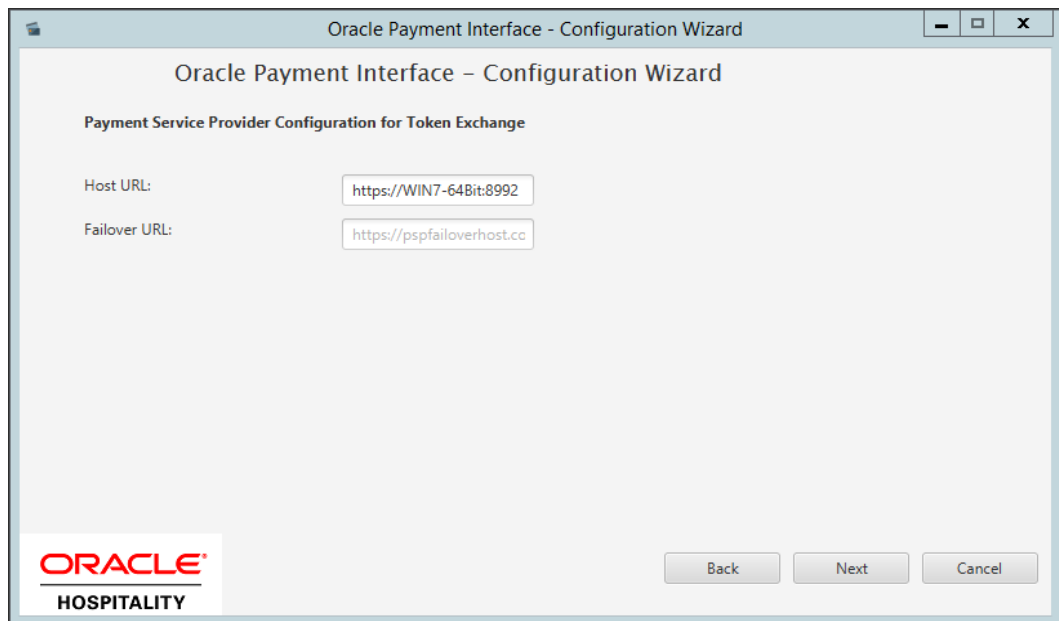 Oracle Payment Interface - Configuration Wizard
Oracle Payment Interface – Configuration Wizard
Payment Service Provider Configuration for Token Exchange
Host URL: https://WIN7-64Bit:8992
Failover URL: https://pspfailoverhost.co
ORACLE®
HOSPITALITY
Back Next Cancel